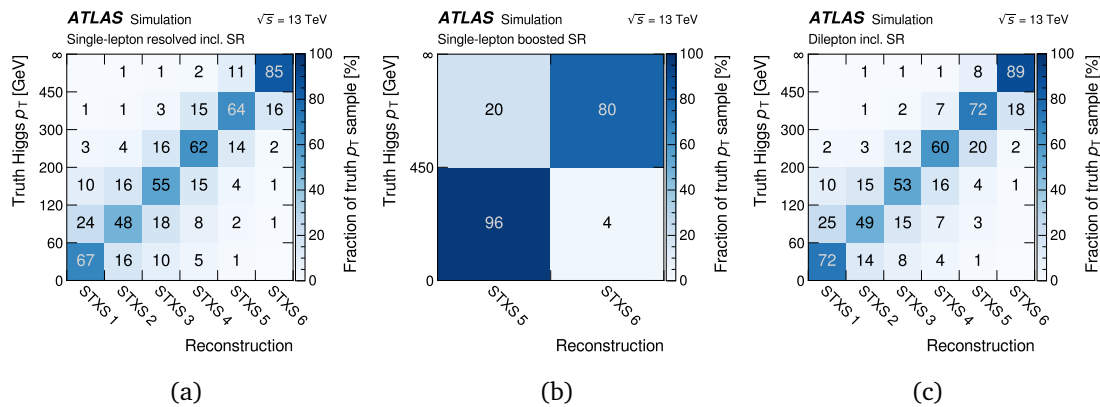 ATLAS Simulation √s = 13 TeV
Single-lepton resolved incl. SR
Truth Higgs pT [GeV]
∞ 1 1 2 11 85
450
1 1 3 15 64 16
300
3 4 16 62 14 2
200
10 16 55 15 4 1
120
24 48 18 8 2 1
60
67 16 10 5 1
0
STXS 1 STXS 2 STXS 3 STXS 4 STXS 5 STXS 6
Reconstruction
100
80
60
40
20
0
Fraction of truth pT sample [%]
(a)
ATLAS Simulation √s = 13 TeV
Single-lepton boosted SR
Truth Higgs pT [GeV]
∞
20 80
450
96 4
0
STXS 5 STXS 6
Reconstruction
100
80
60
40
20
0
Fraction of truth pT sample [%]
(b)
ATLAS Simulation √s = 13 TeV
Dilepton incl. SR
Truth Higgs pT [GeV]
∞ 1 1 1 8 89
450
1 2 7 72 18
300
2 3 12 60 20 2
200
10 15 53 16 4 1
120
25 49 15 7 3
60
72 14 8 4 1
0
STXS 1 STXS 2 STXS 3 STXS 4 STXS 5 STXS 6
Reconstruction
100
80
60
40
20
0
Fraction of truth pT sample [%]
(c)